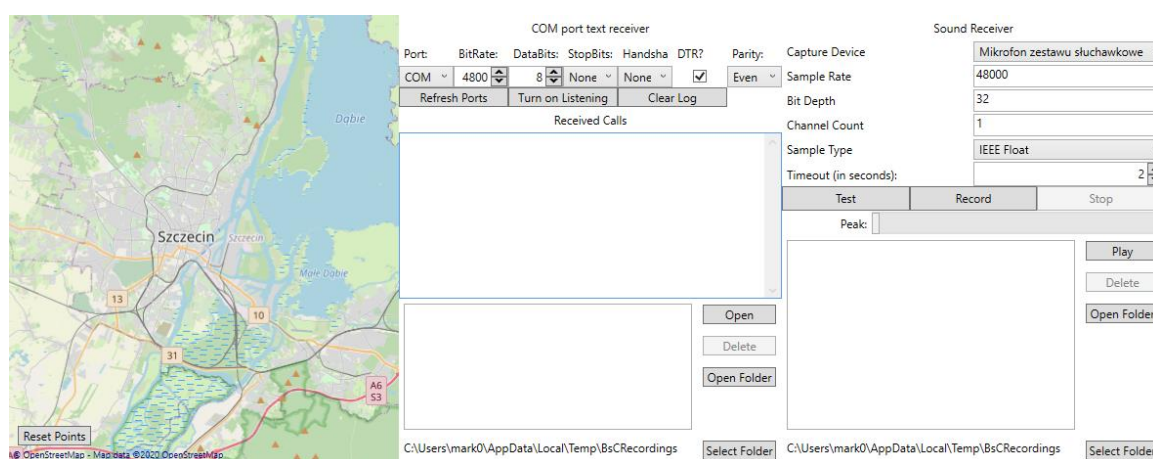 Dąbie
Szczecin
Szczecin
Małe Dąbie
13
10
31
A6
S3
Reset Points
© OpenStreetMap - Map data ©2020 OpenStreetMap
COM port text receiver
Port: BitRate: DataBits: StopBits: Handsha DTR? Parity:
COM 4800 8 None None Even
Refresh Ports Turn on Listening Clear Log
Received Calls
Open
Delete
Open Folder
C:\Users\mark0\AppData\Local\Temp\BsCRecordings Select Folder
Sound Receiver
Capture Device Mikrofon zestawu słuchawkowe
Sample Rate 48000
Bit Depth 32
Channel Count 1
Sample Type IEEE Float
Timeout (in seconds): 2
Test Record Stop
Peak:
Play
Delete
Open Folder
C:\Users\mark0\AppData\Local\Temp\BsCRecordings Select Folder